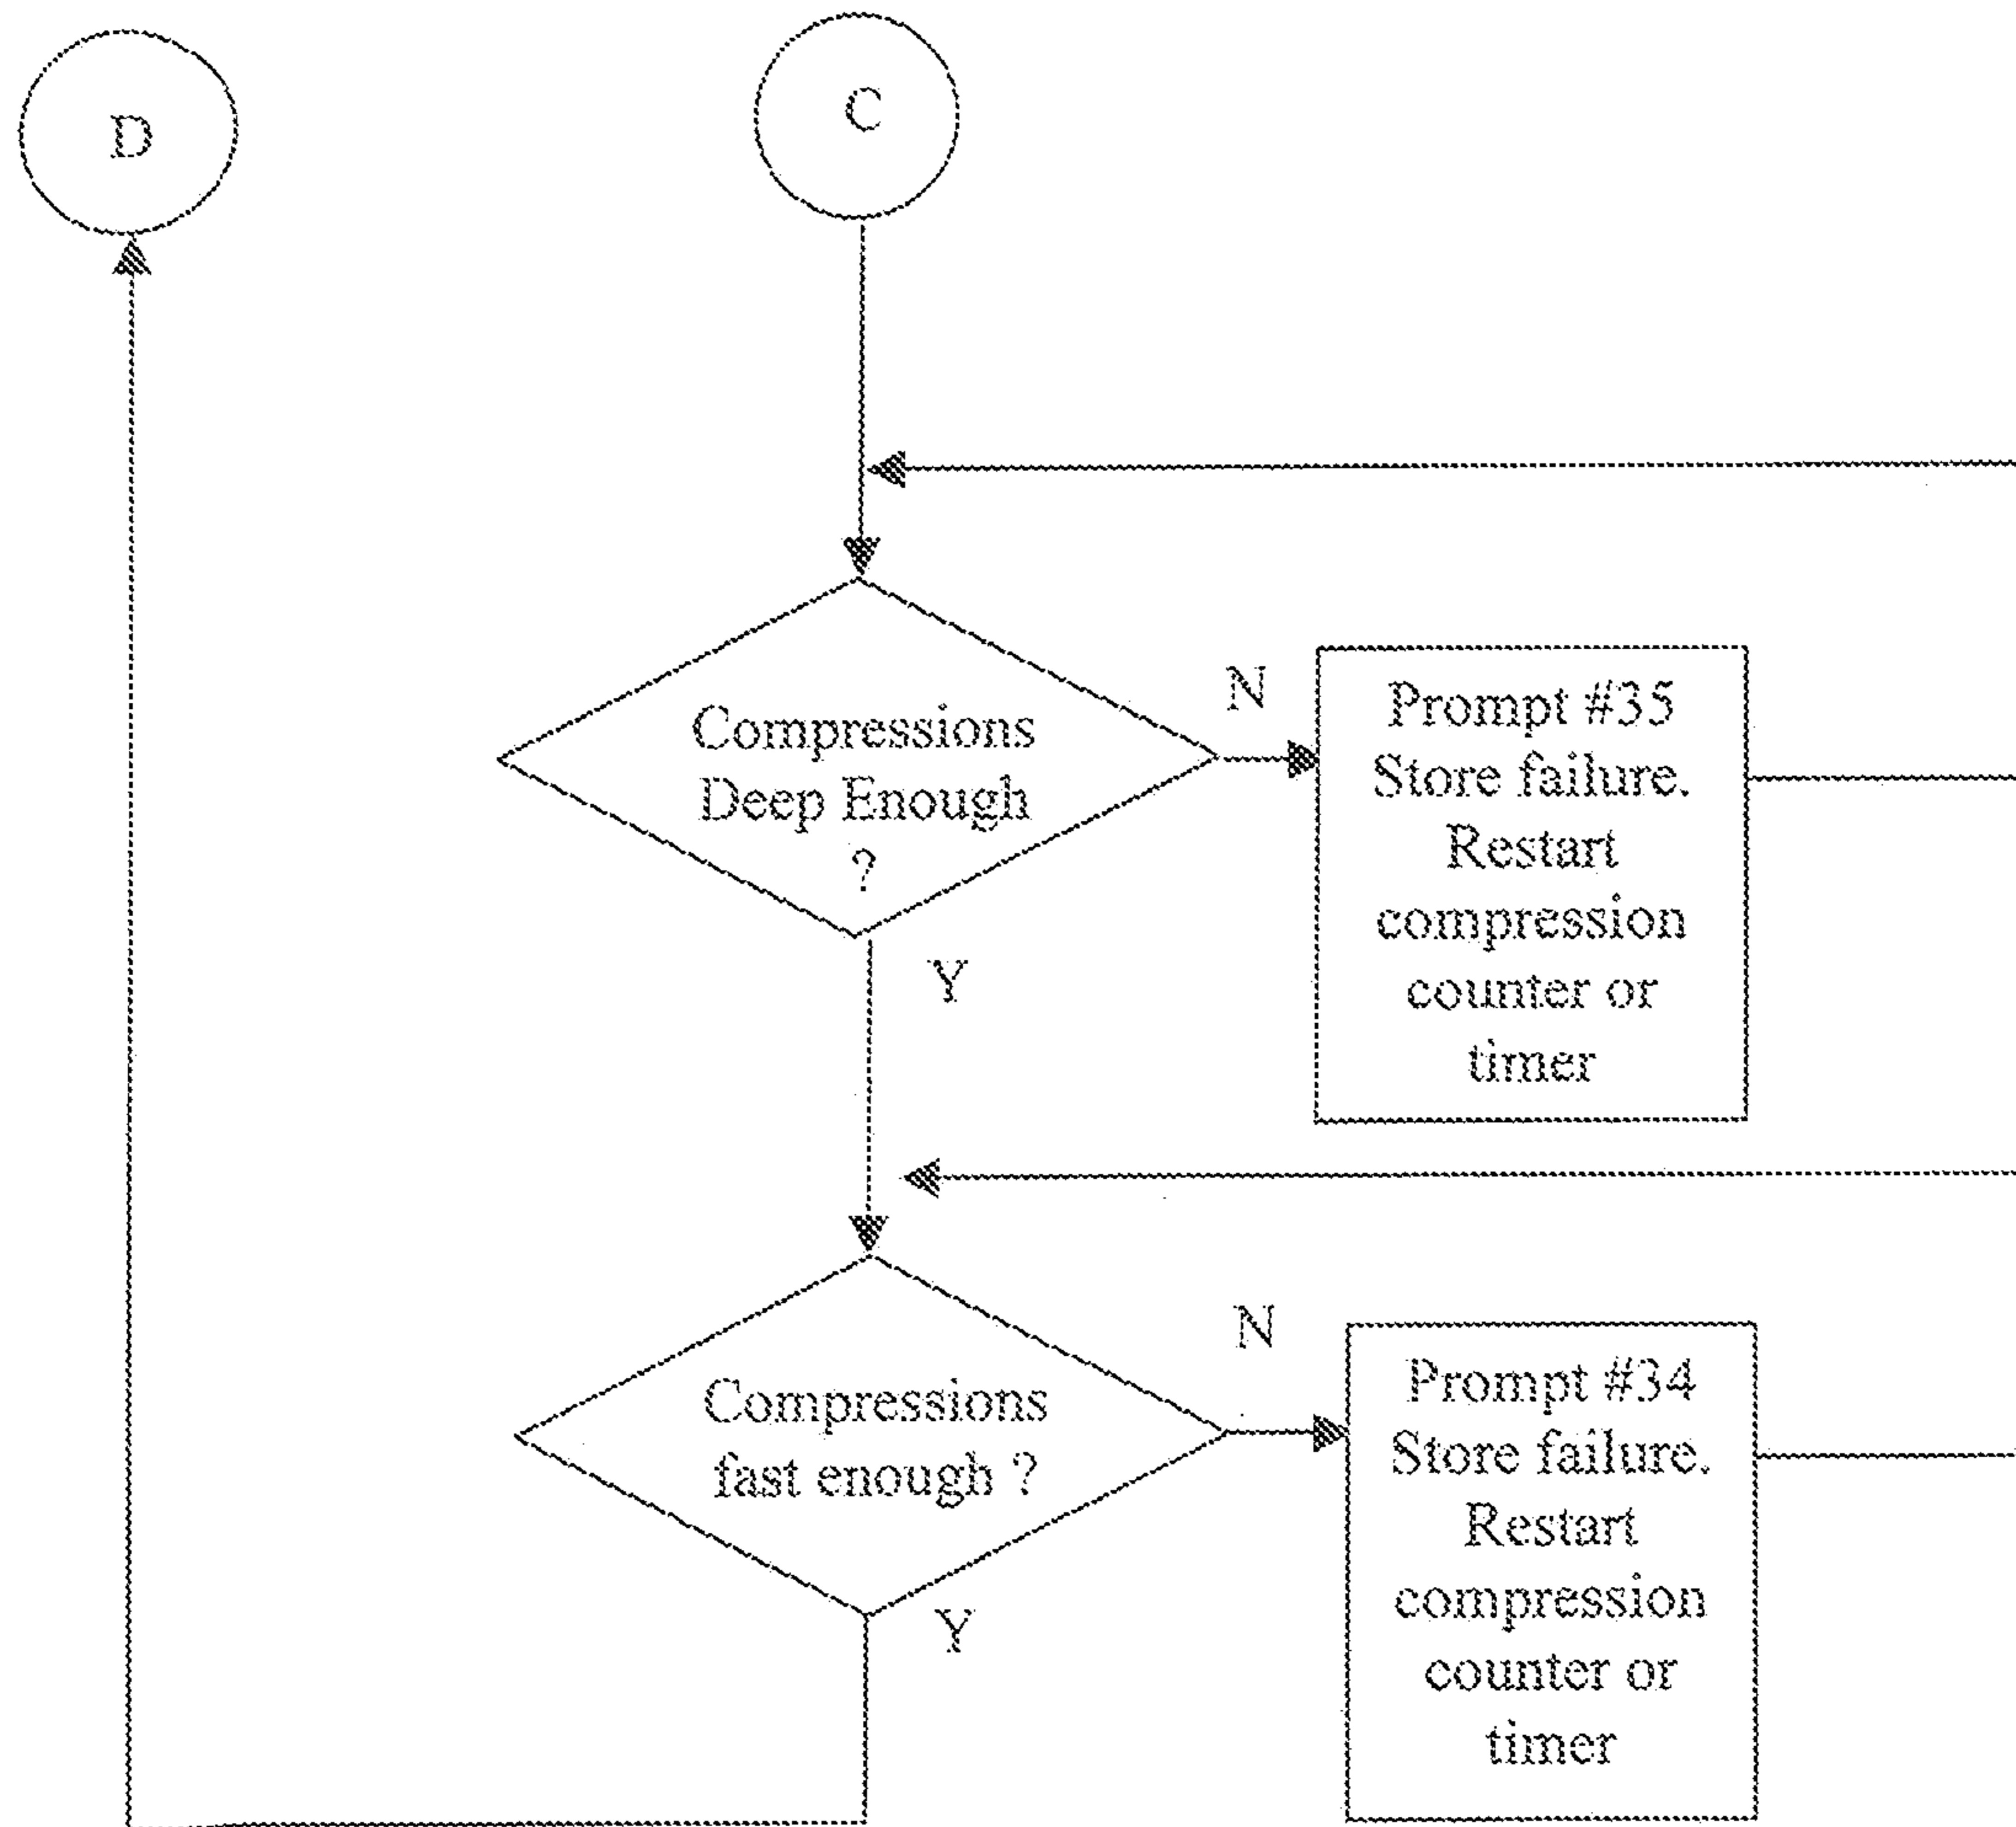 D
C
Compressions
Deep Enough
?
N
Prompt #35
Store failure.
Restart
compression
counter or
timer
Y
Compressions
fast enough ?
N
Prompt #34
Store failure.
Restart
compression
counter or
timer
Y